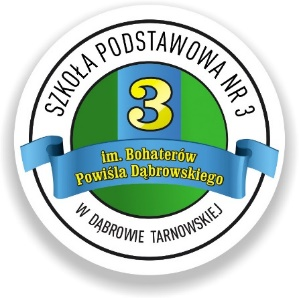 SZKOŁA PODSTAWOWA NR 3
3
im. Bohaterów
Powiśla Dąbrowskiego
W DĄBROWIE TARNOWSKIEJ